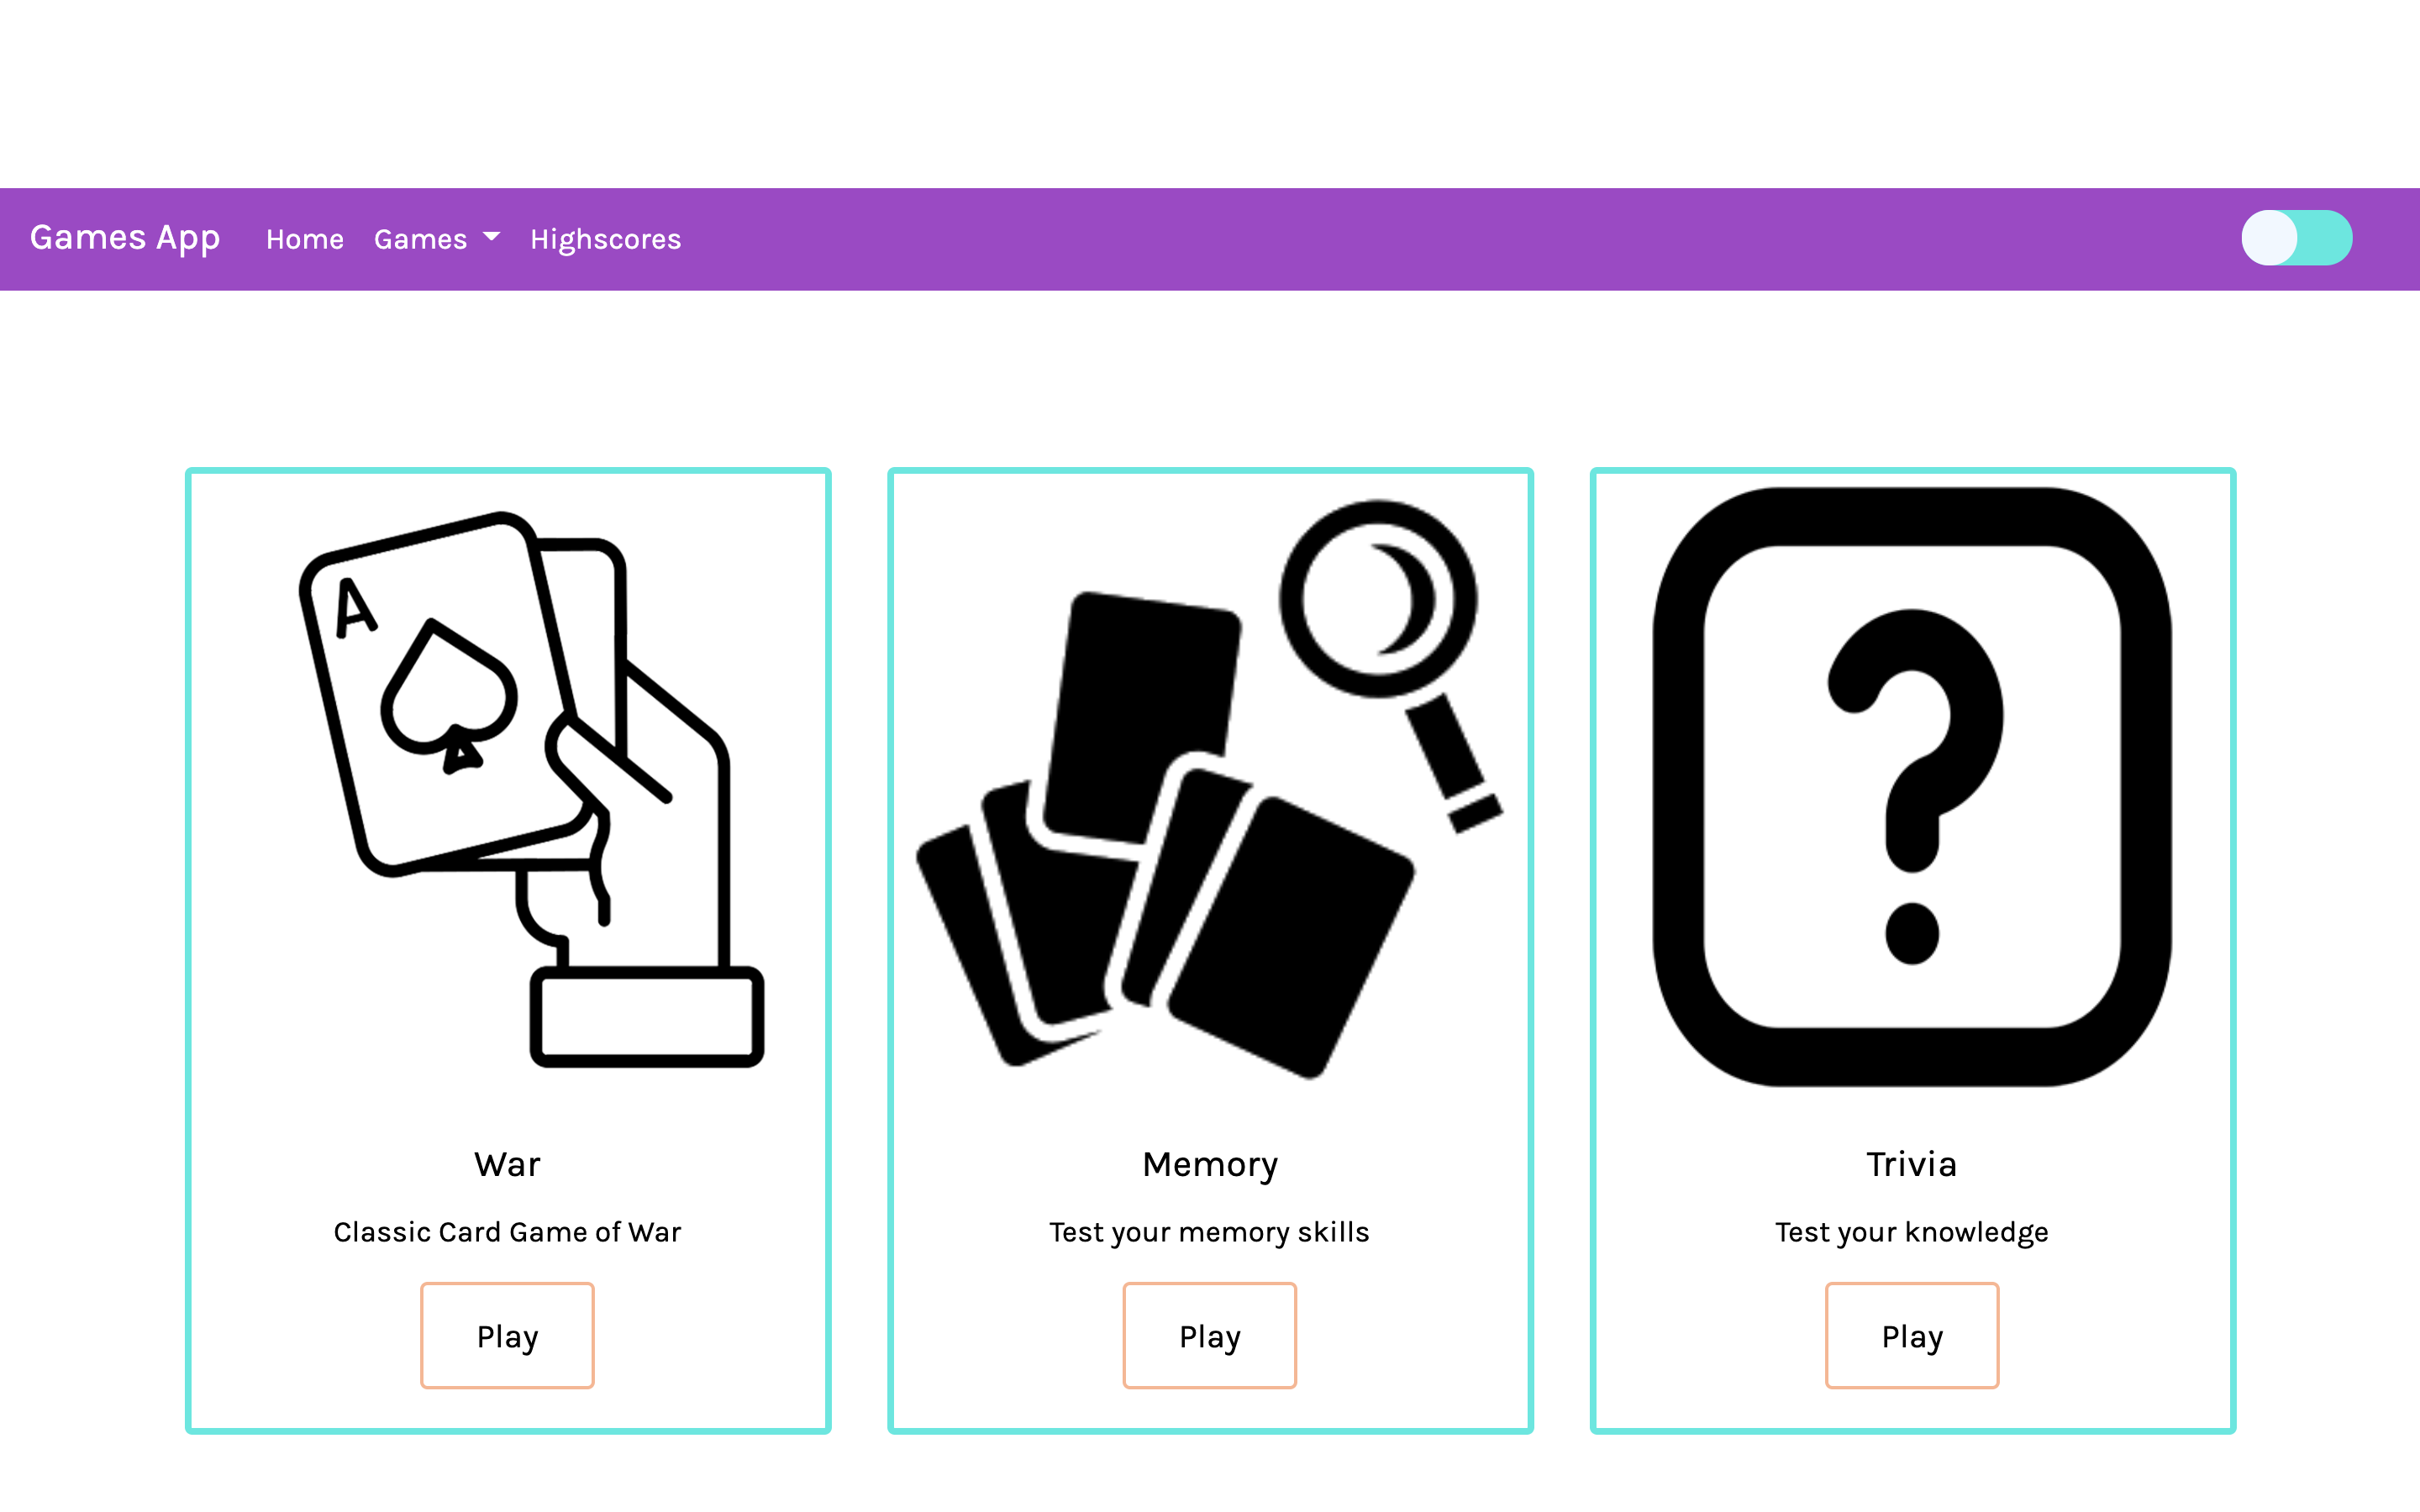 Games App Home Games Highscores
A
War
Classic Card Game of War
Play
Memory
Test your memory skills
Play
Trivia
Test your knowledge
Play